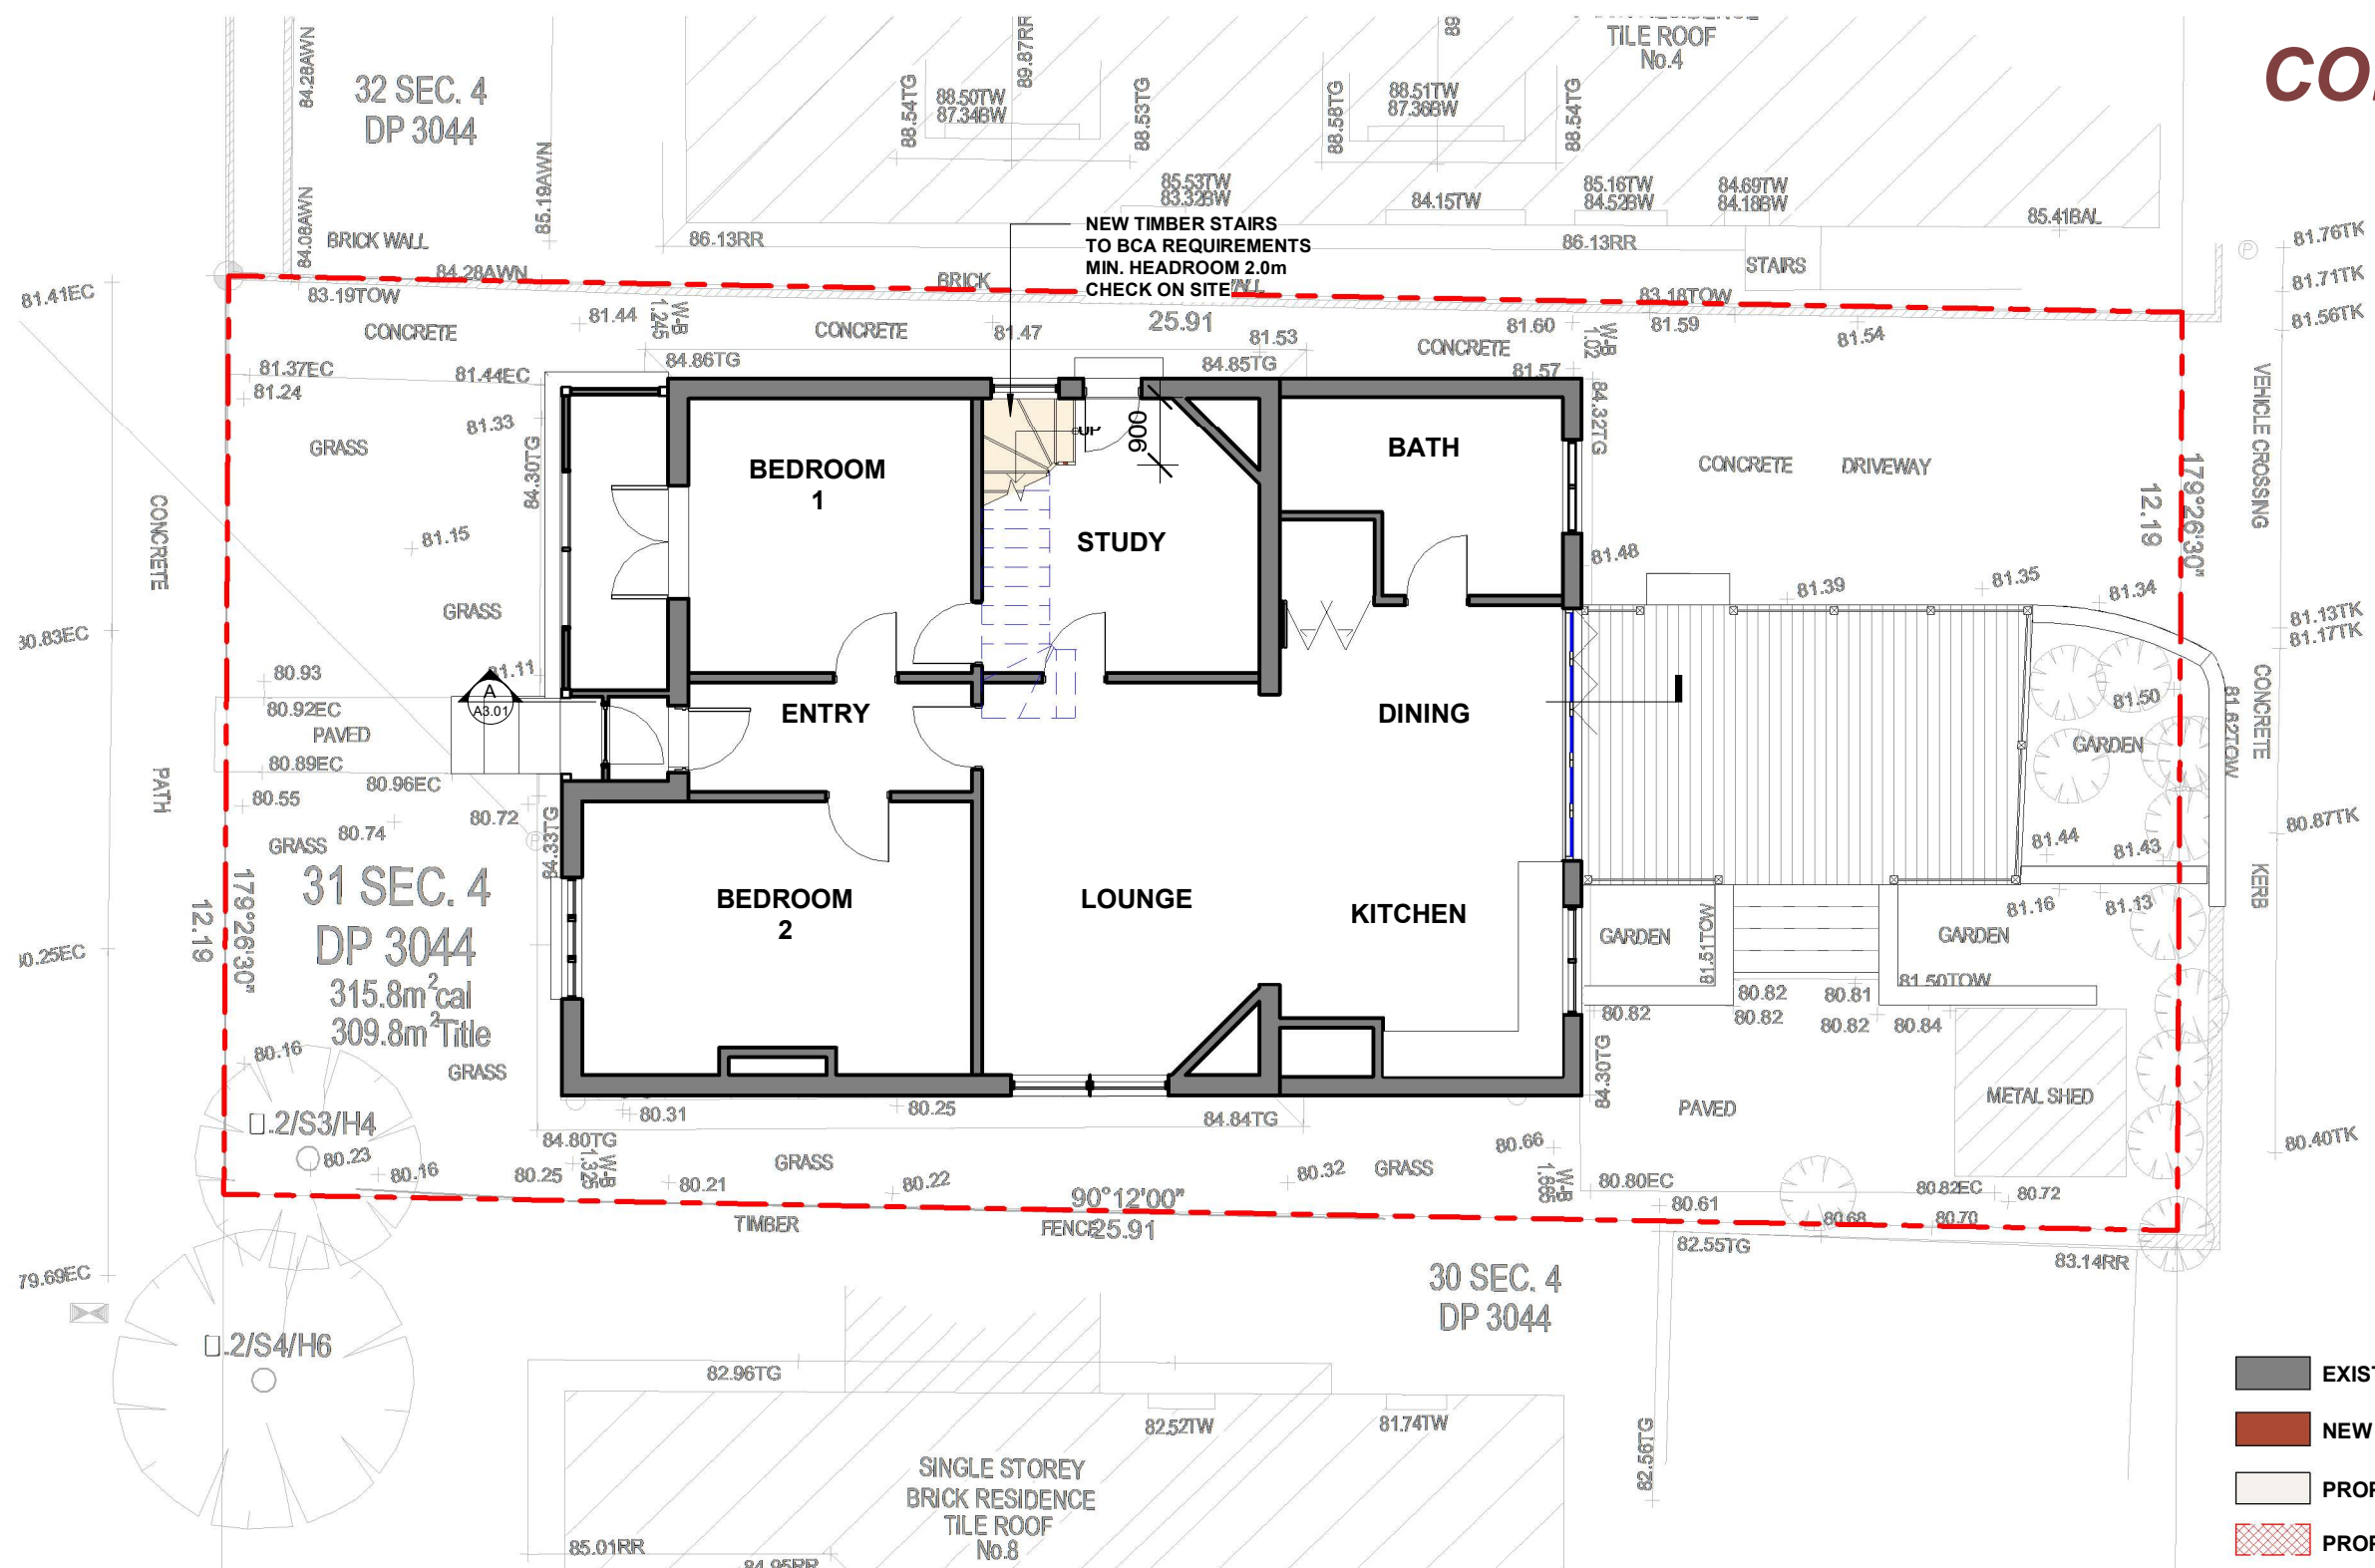 TILE ROOF
No.4
32 SEC. 4
DP 3044
84.28AWN
84.08AWN
85.19AWN
BRICK WALL
88.54TG
88.50TW
87.34BW
89.87RR
88.53TG
88.58TG
88.51TW
87.36BW
88.54TG
85.53TW
83.32BW
84.15TW
85.16TW
84.52BW
84.69TW
84.18BW
85.41BAL
86.13RR
86.13RR
STAIRS
NEW TIMBER STAIRS
TO BCA REQUIREMENTS
MIN. HEADROOM 2.0m
CHECK ON SITE
81.76TK
81.71TK
81.56TK
81.41EC
84.28AWN
83.19TOW
BRICK
83.18TOW
CONCRETE
81.44
1.245
W-B
CONCRETE
81.47
25.91
81.53
CONCRETE
81.60
W-B
1.02
81.59
81.54
81.37EC
81.24
81.44EC
84.86TG
84.85TG
81.57
84.32TG
GRASS
81.33
84.30TG
81.15
UP
900
BEDROOM
1
STUDY
BATH
CONCRETE
DRIVEWAY
VEHICLE CROSSING
179°26'30"
12.19
81.48
81.39
81.35
81.34
81.13TK
81.17TK
CONCRETE
GRASS
81.11
80.93
A
A3.01
80.92EC
PAVED
80.89EC
80.96EC
80.55
80.74
80.72
GRASS
84.33TG
PATH
ENTRY
DINING
81.50
GARDEN
81.62TOW
CONCRETE
80.87TK
81.44
81.43
KERB
31 SEC. 4
DP 3044
315.8m²cal
309.8m²Title
179°26'30"
12.19
BEDROOM
2
LOUNGE
KITCHEN
GARDEN
81.51TOW
GARDEN
81.16
81.13
81.50TOW
80.82
80.82
80.81
80.82
80.82
80.84
80.16
GRASS
84.30TG
PAVED
METAL SHED
80.40TK
80.23
80.16
80.25
80.31
80.25
84.80TG
1.325
W-B
84.84TG
GRASS
80.21
80.22
80.32
GRASS
80.66
1.665
W-B
80.80EC
80.61
80.82EC
80.72
80.68
80.70
90°12'00"
25.91
TIMBER
FENCE
82.55TG
83.14RR
79.69EC
30 SEC. 4
DP 3044
82.96TG
82.52TW
81.74TW
82.56TG
SINGLE STOREY
BRICK RESIDENCE
TILE ROOF
No.8
85.01RR
NEW